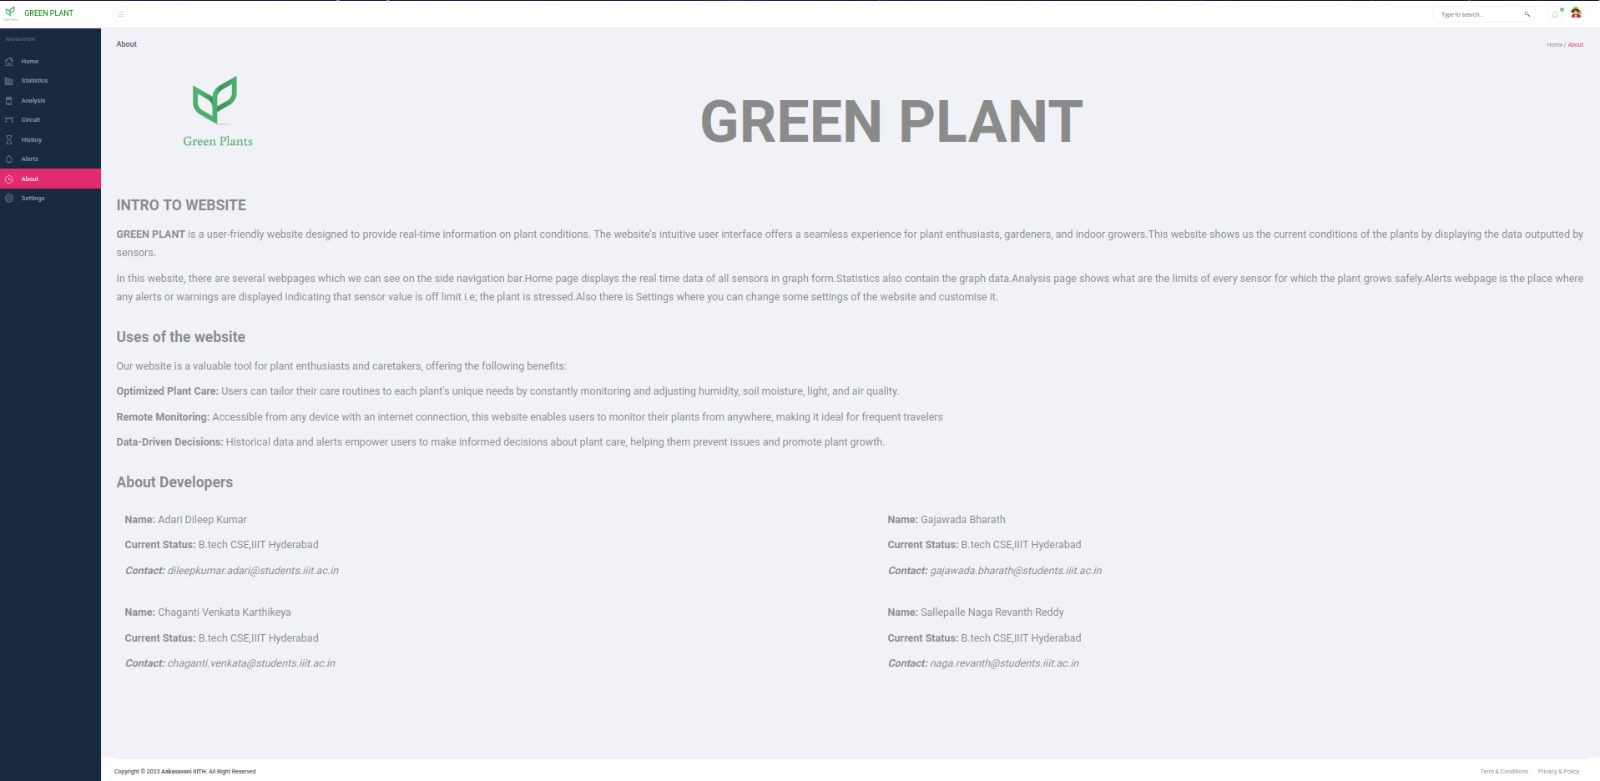 GREEN PLANT
Type to search...
NAVIGATION
Home
Statistics
Analysis
Circuit
History
Alerts
About
Settings
About
Home / About
Green Plants
GREEN PLANT
INTRO TO WEBSITE
GREEN PLANT is a user-friendly website designed to provide real-time information on plant conditions. The website's intuitive user interface offers a seamless experience for plant enthusiasts, gardeners, and indoor growers.This website shows us the current conditions of the plants by displaying the data outputted by
sensors.
In this website, there are several webpages which we can see on the side navigation bar.Home page displays the real time data of all sensors in graph form.Statistics also contain the graph data.Analysis page shows what are the limits of every sensor for which the plant grows safely.Alerts webpage is the place where
any alerts or warnings are displayed indicating that sensor value is off limit i.e; the plant is stressed.Also there is Settings where you can change some settings of the website and customise it.
Uses of the website
Our website is a valuable tool for plant enthusiasts and caretakers, offering the following benefits:
Optimized Plant Care: Users can tailor their care routines to each plant's unique needs by constantly monitoring and adjusting humidity, soil moisture, light, and air quality.
Remote Monitoring: Accessible from any device with an internet connection, this website enables users to monitor their plants from anywhere, making it ideal for frequent travelers
Data-Driven Decisions: Historical data and alerts empower users to make informed decisions about plant care, helping them prevent issues and promote plant growth.
About Developers
Name: Adari Dileep Kumar
Current Status: B.tech CSE,IIIT Hyderabad
Contact: dileepkumar.adari@students.iiit.ac.in
Name: Gajawada Bharath
Current Status: B.tech CSE,IIIT Hyderabad
Contact: gajawada.bharath@students.iiit.ac.in
Name: Chaganti Venkata Karthikeya
Current Status: B.tech CSE,IIIT Hyderabad
Contact: chaganti.venkata@students.iiit.ac.in
Name: Sallepalle Naga Revanth Reddy
Current Status: B.tech CSE,IIIT Hyderabad
Contact: naga.revanth@students.iiit.ac.in
Copyright © 2023 Aakasavani IIITH. All Right Reserved
Term & Conditions
Privacy & Policy